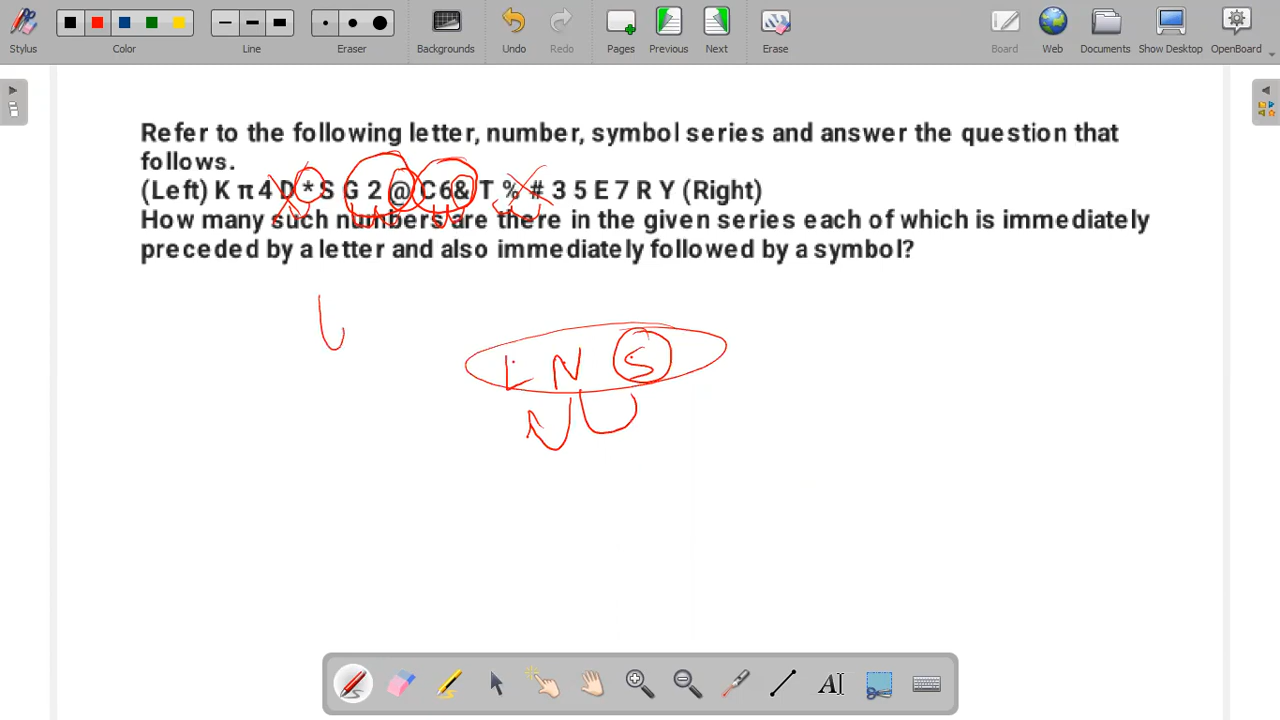 Stylus Color Line Eraser Backgrounds Undo Redo Pages Previous Next Erase Board Web Documents Show Desktop OpenBoard
Refer to the following letter, number, symbol series and answer the question that
follows.
(Left) K π 4 D * S G 2 @ C 6 & T % # 3 5 E 7 R Y (Right)
How many such numbers are there in the given series each of which is immediately
preceded by a letter and also immediately followed by a symbol?
L N S